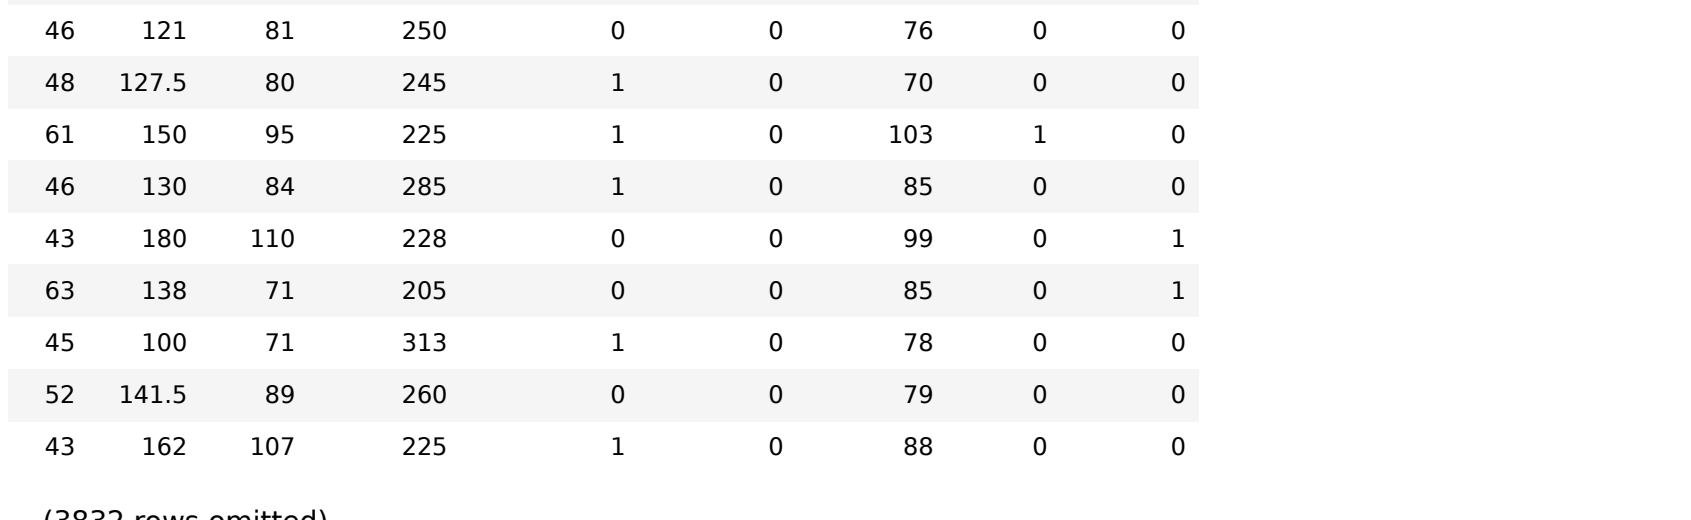 46 121 81 250 0 0 76 0 0
48 127.5 80 245 1 0 70 0 0
61 150 95 225 1 0 103 1 0
46 130 84 285 1 0 85 0 0
43 180 110 228 0 0 99 0 1
63 138 71 205 0 0 85 0 1
45 100 71 313 1 0 78 0 0
52 141.5 89 260 0 0 79 0 0
43 162 107 225 1 0 88 0 0
(3832 rows omitted)